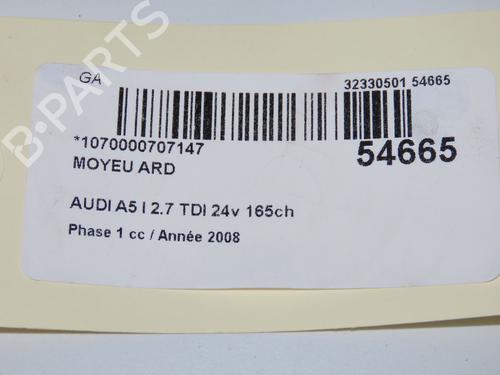 GA
32330501 54665
*1070000707147
54665
MOYEU ARD
AUDI A5 I 2.7 TDI 24v 165ch
Phase 1 cc / Année 2008
B-PARTS